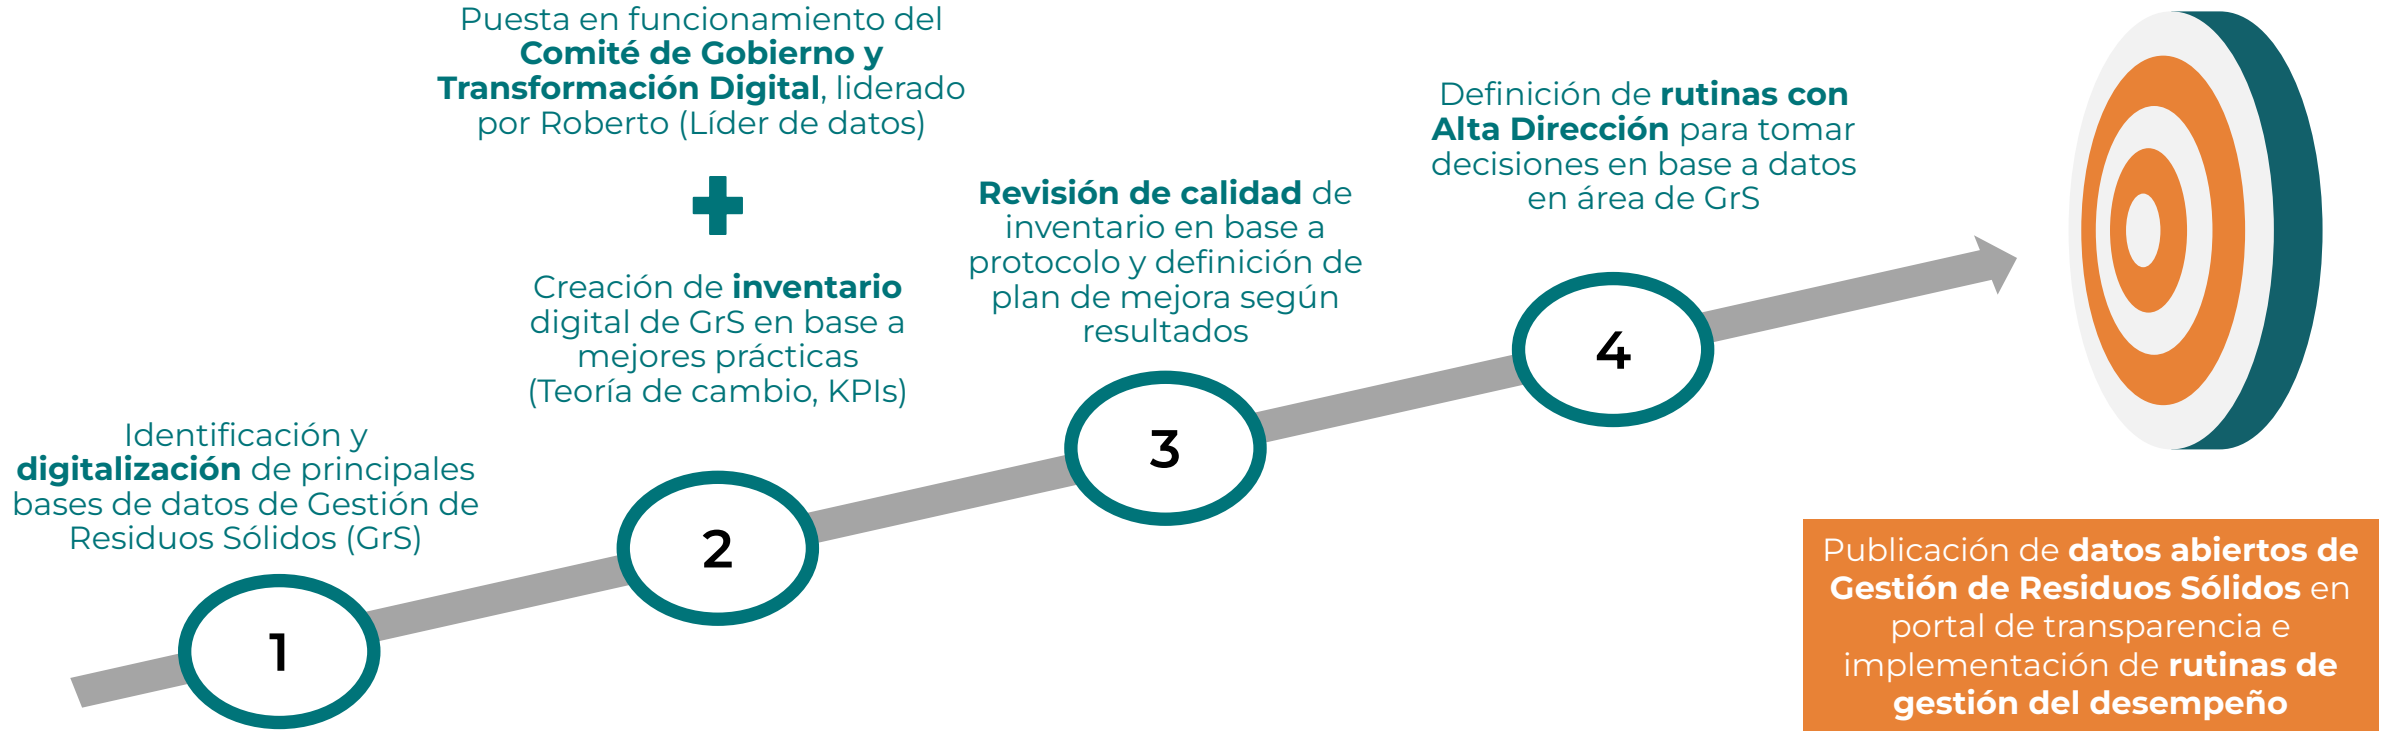 Puesta en funcionamiento del
Comité de Gobierno y
Transformación Digital, liderado
por Roberto (Líder de datos)
Creación de inventario
digital de GrS en base a
mejores prácticas
(Teoría de cambio, KPIs)
Identificación y
digitalización de principales
bases de datos de Gestión de
Residuos Sólidos (GrS)
Revisión de calidad de
inventario en base a
protocolo y definición de
plan de mejora según
resultados
Definición de rutinas con
Alta Dirección para tomar
decisiones en base a datos
en área de GrS
1
2
3
4
Publicación de datos abiertos de
Gestión de Residuos Sólidos en
portal de transparencia e
implementación de rutinas de
gestión del desempeño